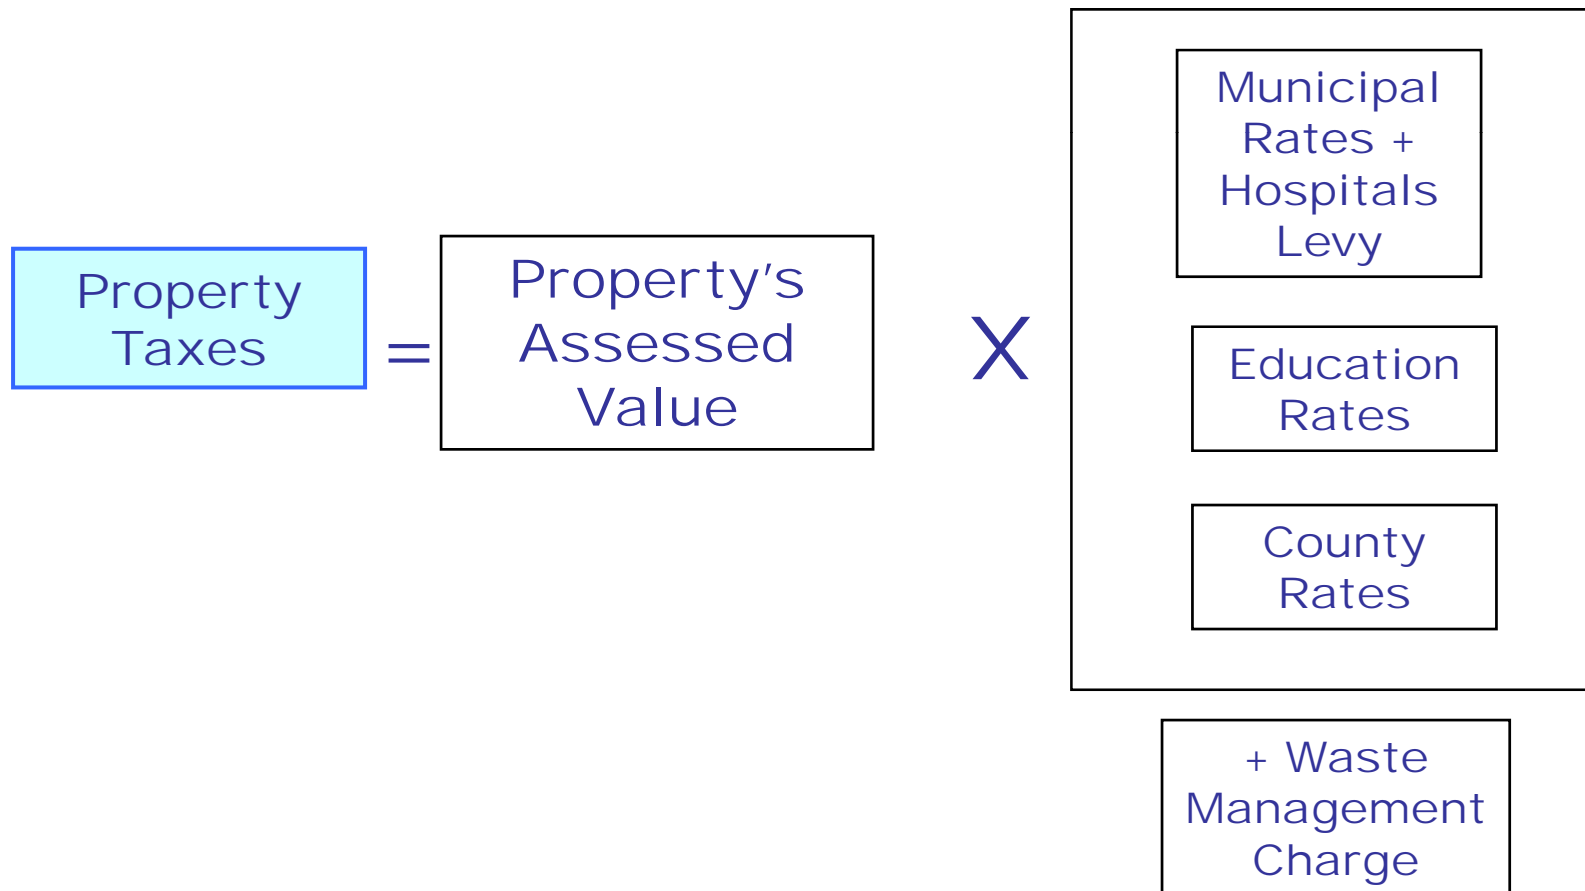 Property
Taxes
=
Property's
Assessed
Value
X
Municipal
Rates +
Hospitals
Levy
Education
Rates
County
Rates
+ Waste
Management
Charge